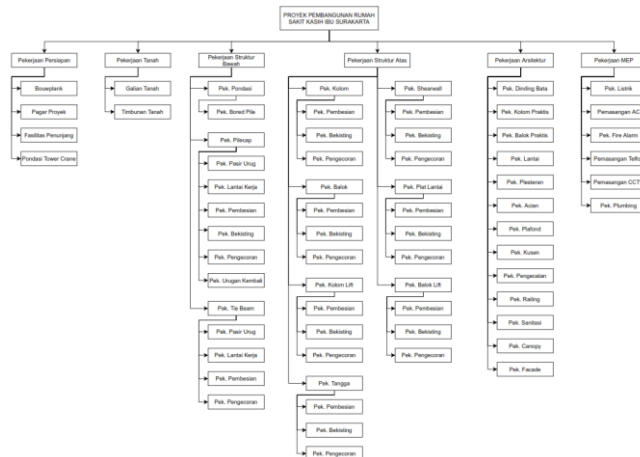 PROYEK PEMBANGUNAN RUMAH
SAKIT KASIH IBU SURAKARTA
Pekerjaan Persiapan
Bouwplank
Pagar Proyek
Fasilitas Penunjang
Pondasi Tower Crane
Pekerjaan Tanah
Galian Tanah
Timbunan Tanah
Pekerjaan Struktur
Bawah
Pek. Pondasi
Pek. Bored Pile
Pek. Pilecap
Pek. Pasir Urug
Pek. Lantai Kerja
Pek. Pembesian
Pek. Bekisting
Pek. Pengecoran
Pek. Urugan Kembali
Pek. Tie Beam
Pek. Pasir Urug
Pek. Lantai Kerja
Pek. Pembesian
Pek. Pengecoran
Pekerjaan Struktur Atas
Pek. Kolom
Pek. Pembesian
Pek. Bekisting
Pek. Pengecoran
Pek. Balok
Pek. Pembesian
Pek. Bekisting
Pek. Pengecoran
Pek. Kolom Lift
Pek. Pembesian
Pek. Bekisting
Pek. Pengecoran
Pek. Tangga
Pek. Pembesian
Pek. Bekisting
Pek. Pengecoran
Pek. Shearwall
Pek. Pembesian
Pek. Bekisting
Pek. Pengecoran
Pek. Plat Lantai
Pek. Pembesian
Pek. Bekisting
Pek. Pengecoran
Pek. Balok Lift
Pek. Pembesian
Pek. Bekisting
Pek. Pengecoran
Pekerjaan Arsitektur
Pek. Dinding Bata
Pek. Kolom Praktis
Pek. Balok Praktis
Pek. Lantai
Pek. Plesteran
Pek. Acian
Pek. Plafond
Pek. Kusen
Pek. Pengecatan
Pek. Railing
Pek. Sanitasi
Pek. Canopy
Pek. Facade
Pekerjaan MEP
Pek. Listrik
Pemasangan AC
Pek. Fire Alarm
Pemasangan
Pemasangan CCT
Pek. Plumbing